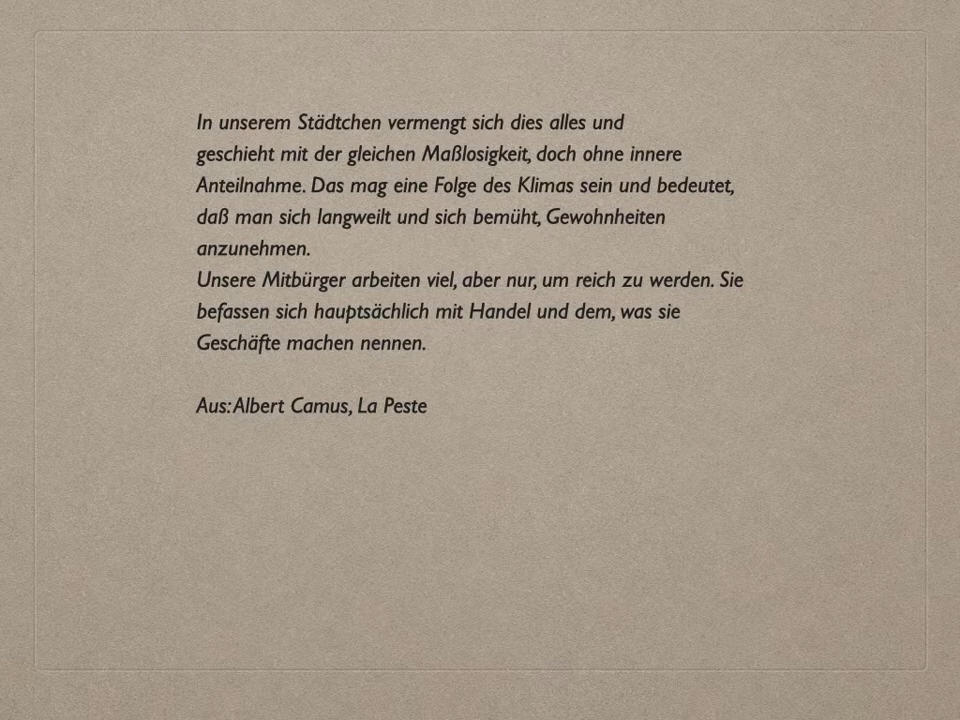 In unserem Städtchen vermengt sich dies alles und
geschieht mit der gleichen Maßlosigkeit, doch ohne innere
Anteilnahme. Das mag eine Folge des Klimas sein und bedeutet,
daß man sich langweilt und sich bemüht, Gewohnheiten
anzunehmen.
Unsere Mitbürger arbeiten viel, aber nur, um reich zu werden. Sie
befassen sich hauptsächlich mit Handel und dem, was sie
Geschäfte machen nennen.
Aus: Albert Camus, La Peste